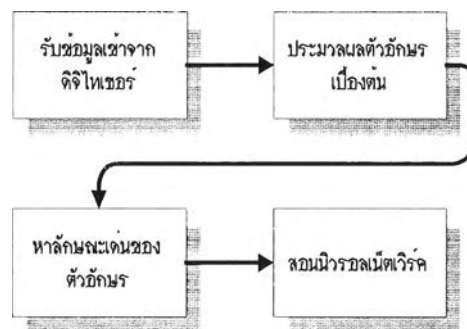 รับข้อมูลเข้าจาก
ดิจิไทเซอร์
ประมวลผลตัวอักษร
เบื้องต้น
หาลักษณะเด่นของ
ตัวอักษร
สอนนิวรอลเน็ตเวิร์ค